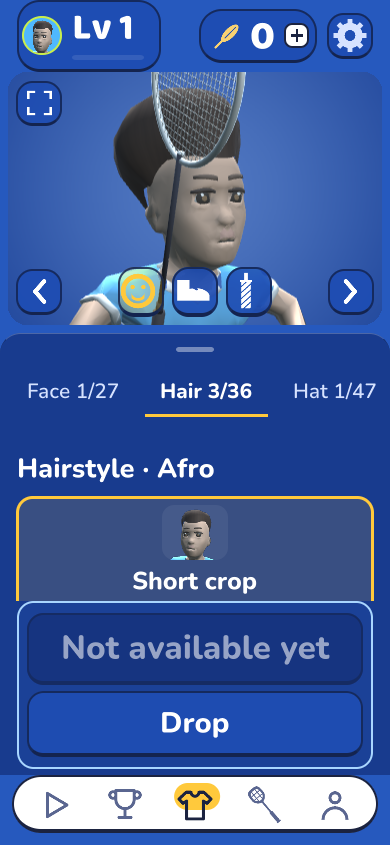 Lv 1
0
Face 1/27
Hair 3/36
Hat 1/47
Hairstyle · Afro
Short crop
Not available yet
Drop